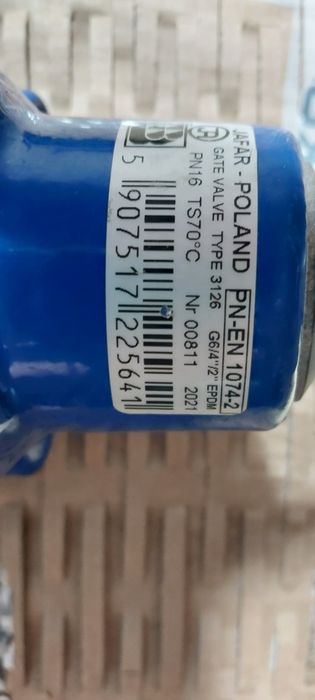 JAFAR - POLAND PN-EN 1074-2
GATE VALVE TYPE 3126 G6/4"/2" EPDM
PN16 TS70°C Nr 00811 2021
B
5 907517 225641